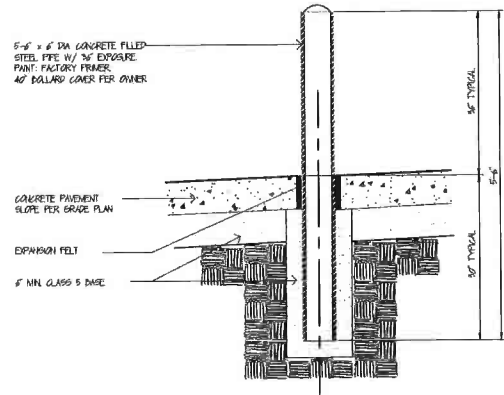 5'-6" x 6" DIA CONCRETE FILLED
STEEL PIPE W/ 36" EXPOSURE.
PAINT: FACTORY PRIMER
40" BOLLARD COVER PER OWNER
CONCRETE PAVEMENT
SLOPE PER GRADE PLAN
EXPANSION FELT
6" MIN. CLASS 5 BASE
36" TYPICAL
5'-6"
30" TYPICAL